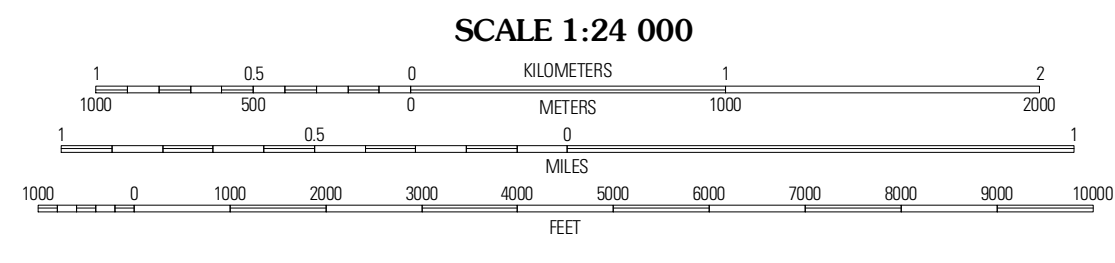 SCALE 1:24 000
1 0.5 0 KILOMETERS 1 2
1000 500 0 METERS 1000 2000
1 0.5 0 1
MILES
1000 0 1000 2000 3000 4000 5000 6000 7000 8000 9000 10000
FEET